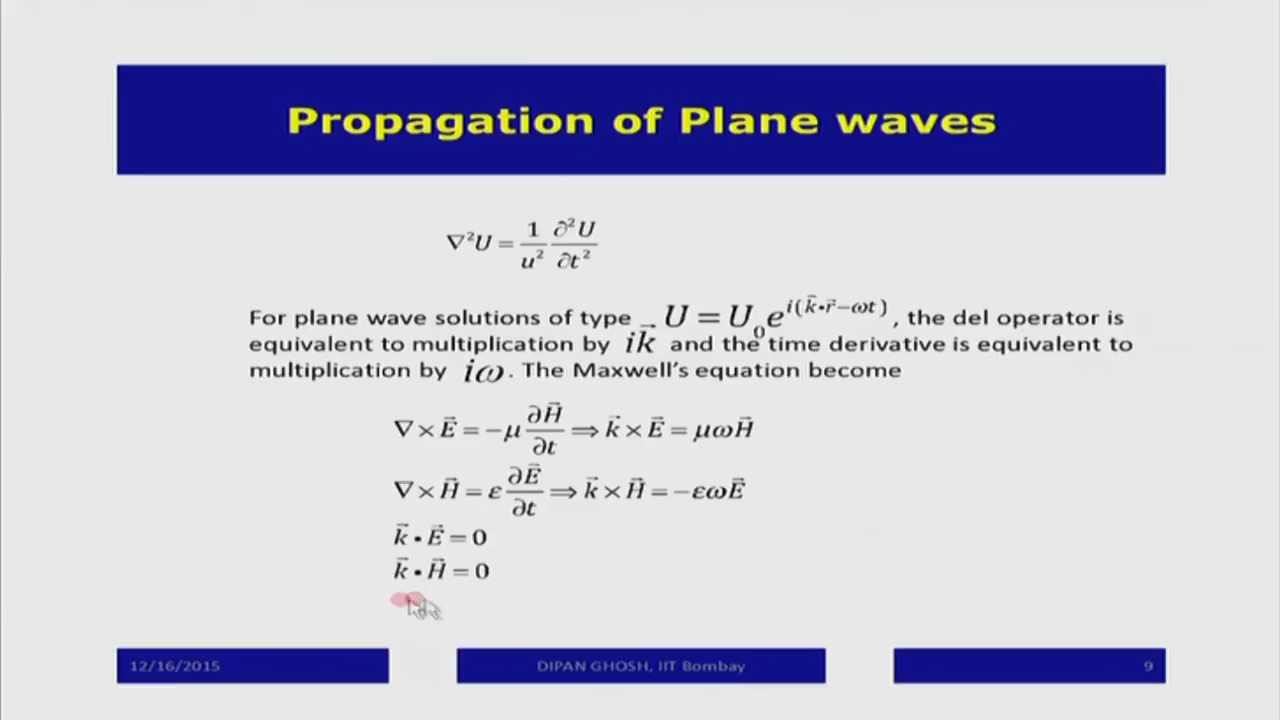 Propagation of Plane waves
∇²U = 1/u² ∂²U/∂t²
For plane wave solutions of type U = U₀e^{i(k⃗•r⃗−ωt)} , the del operator is
equivalent to multiplication by ik⃗ and the time derivative is equivalent to
multiplication by iω. The Maxwell's equation become
∇ × E⃗ = −μ ∂H⃗/∂t ⟹ k⃗ × E⃗ = μωH⃗
∇ × H⃗ = ε ∂E⃗/∂t ⟹ k⃗ × H⃗ = −εωE⃗
k⃗ • E⃗ = 0
k⃗ • H⃗ = 0
12/16/2015
DIPAN GHOSH, IIT Bombay
9